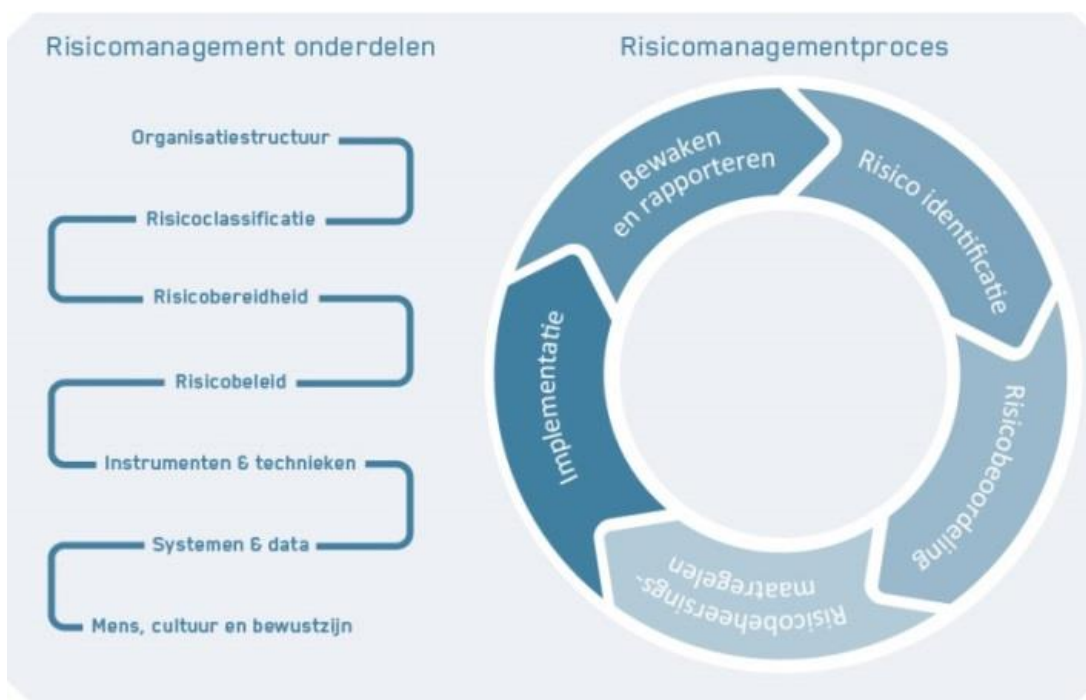 Risicomanagement onderdelen
Organisatiestructuur
Risicoclassificatie
Risicobereidheid
Risicobeleid
Instrumenten & technieken
Systemen & data
Mens, cultuur en bewustzijn
Risicomanagementproces
Bewaken
en rapporteren
Risico identificatie
Risicobeoordeling
Risicobeheersings-
maatregelen
Implementatie